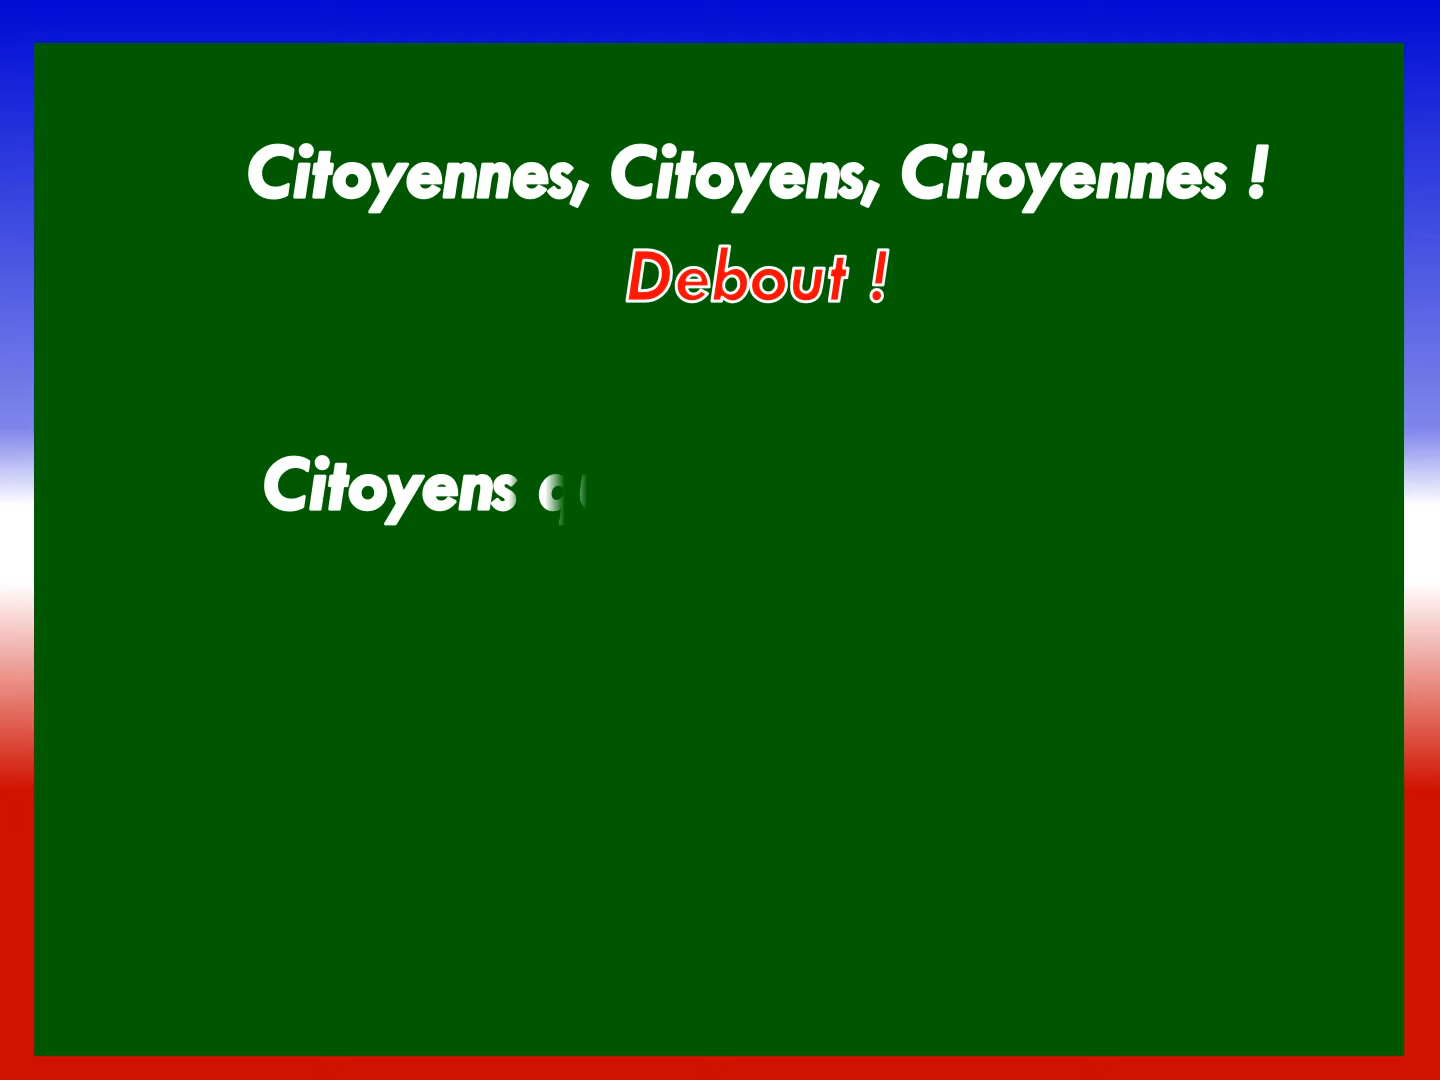 Citoyennes, Citoyens, Citoyennes !
Debout !
Citoyens